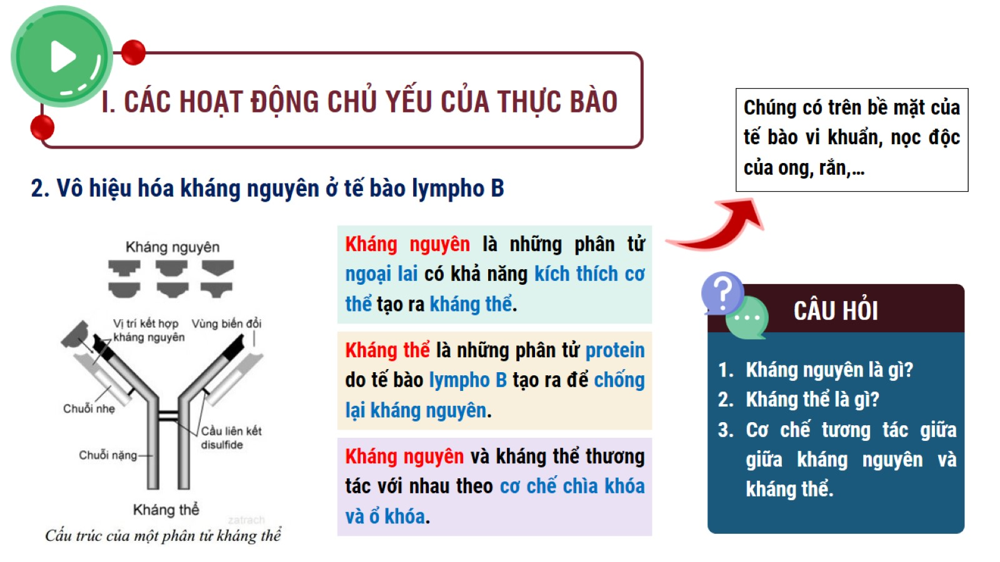 I. CÁC HOẠT ĐỘNG CHỦ YẾU CỦA THỰC BÀO
Chúng có trên bề mặt của
tế bào vi khuẩn, nọc độc
của ong, rắn,...
2. Vô hiệu hóa kháng nguyên ở tế bào lympho B
Kháng nguyên
Vị trí kết hợp
kháng nguyên
Vùng biến đổi
Chuỗi nhẹ
Cầu liên kết
disulfide
Chuỗi nặng
Kháng thể
zatrach
Cấu trúc của một phân tử kháng thể
Kháng nguyên là những phân tử
ngoại lai có khả năng kích thích cơ
thể tạo ra kháng thể.
Kháng thể là những phân tử protein
do tế bào lympho B tạo ra để chống
lại kháng nguyên.
Kháng nguyên và kháng thể thương
tác với nhau theo cơ chế chìa khóa
và ổ khóa.
?
CÂU HỎI
1. Kháng nguyên là gì?
2. Kháng thể là gì?
3. Cơ chế tương tác giữa
giữa kháng nguyên và
kháng thể.